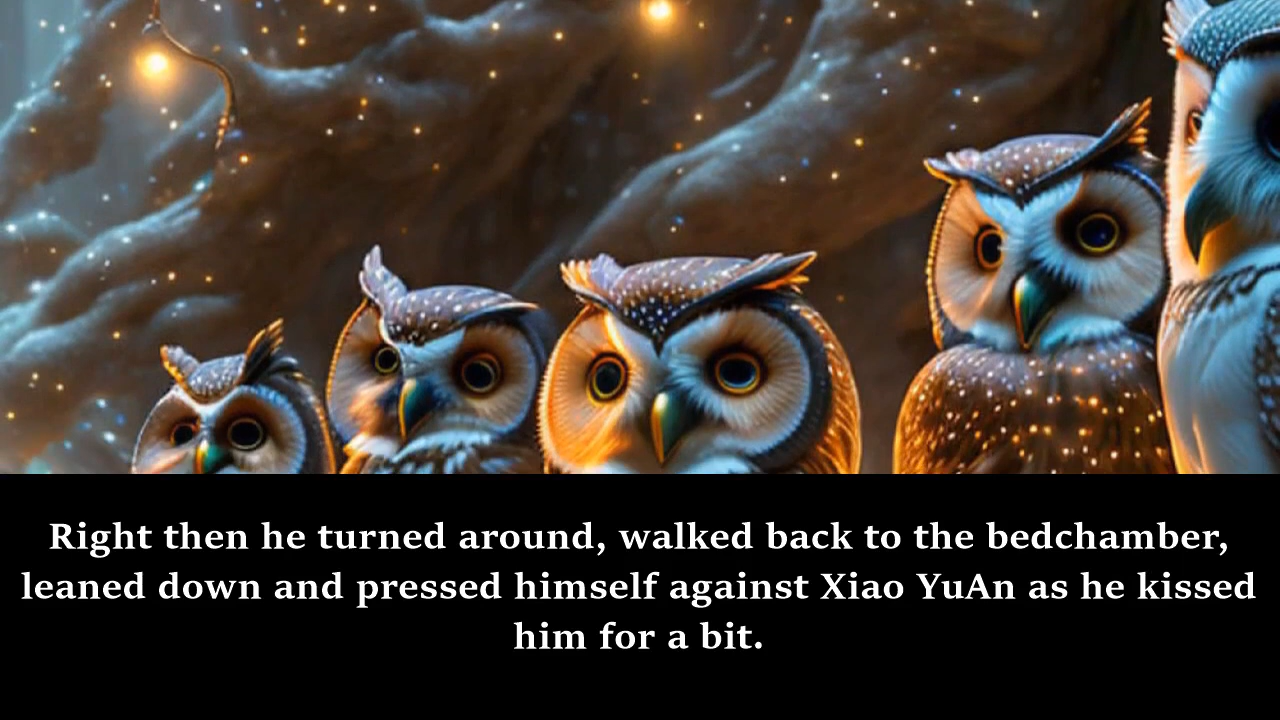 Right then he turned around, walked back to the bedchamber,
leaned down and pressed himself against Xiao YuAn as he kissed
him for a bit.